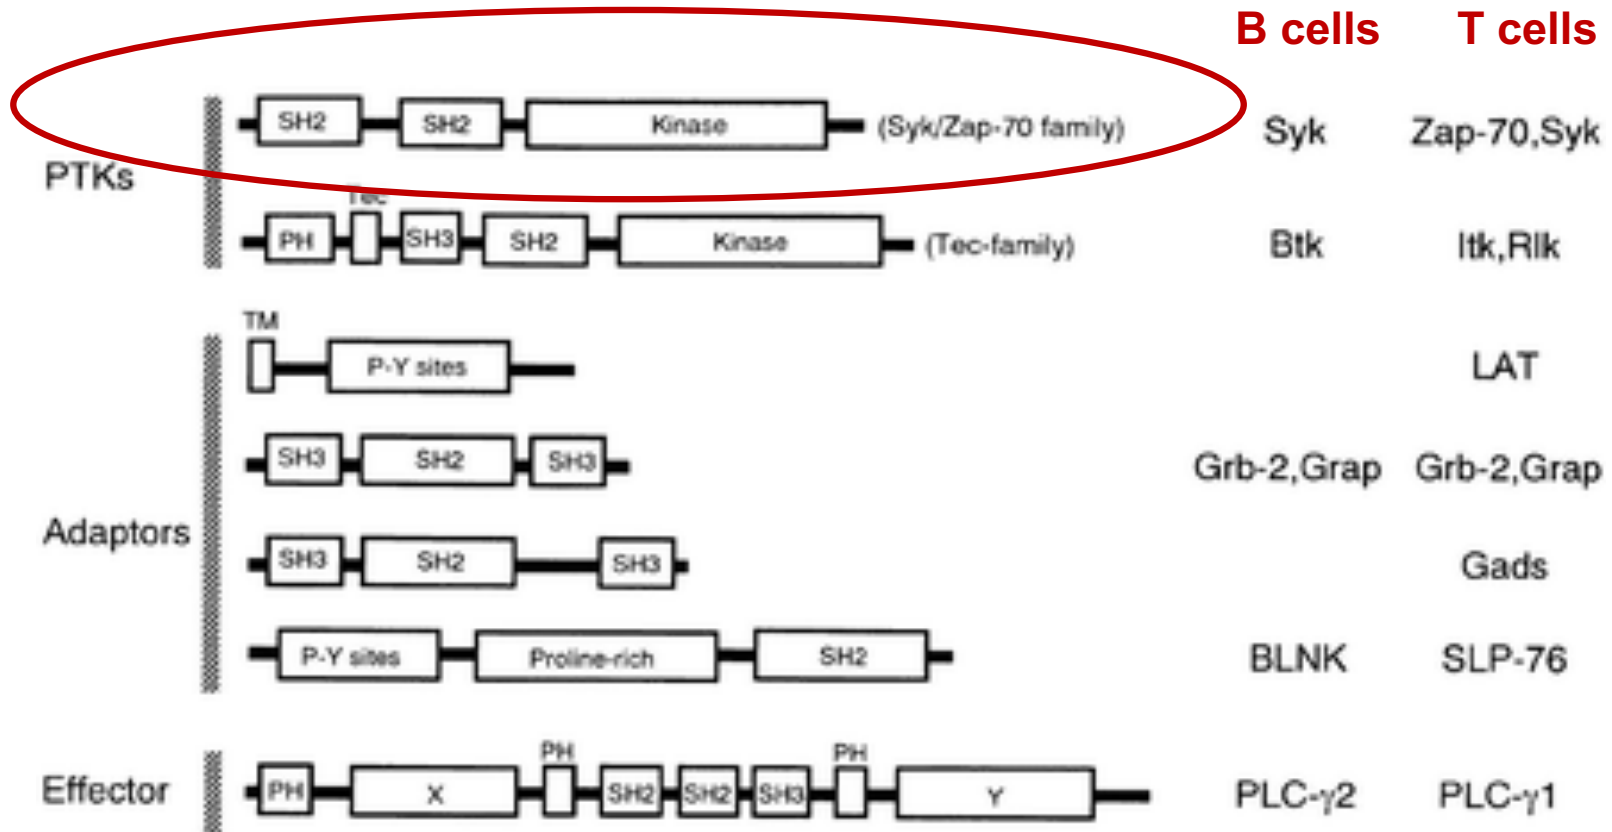 B cells T cells
SH2 SH2 Kinase (Syk/Zap-70 family) Syk Zap-70,Syk
PTKs
Tec
PH SH3 SH2 Kinase (Tec-family) Btk Itk,Rlk
TM
P-Y sites LAT
SH3 SH2 SH3 Grb-2,Grap Grb-2,Grap
Adaptors
SH3 SH2 SH3 Gads
P-Y sites Proline-rich SH2 BLNK SLP-76
PH PH
Effector PH X SH2 SH2 SH3 Y PLC-γ2 PLC-γ1